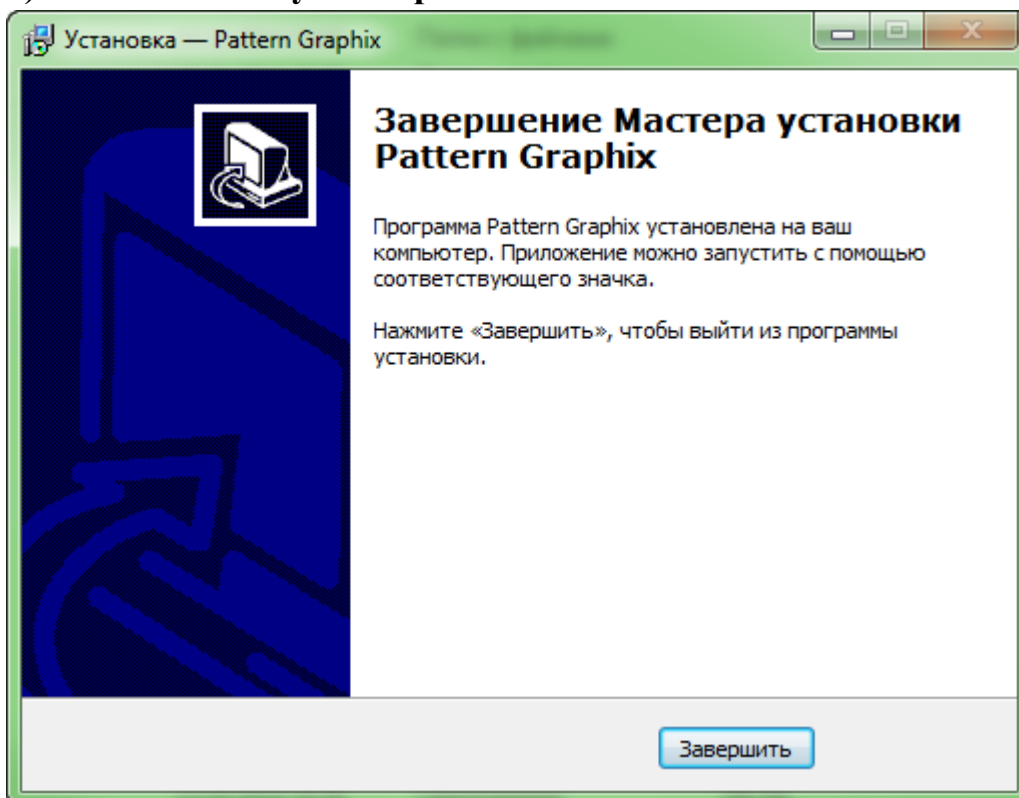 Установка — Pattern Graphix
Завершение Мастера установки
Pattern Graphix
Программа Pattern Graphix установлена на ваш
компьютер. Приложение можно запустить с помощью
соответствующего значка.
Нажмите «Завершить», чтобы выйти из программы
установки.
Завершить